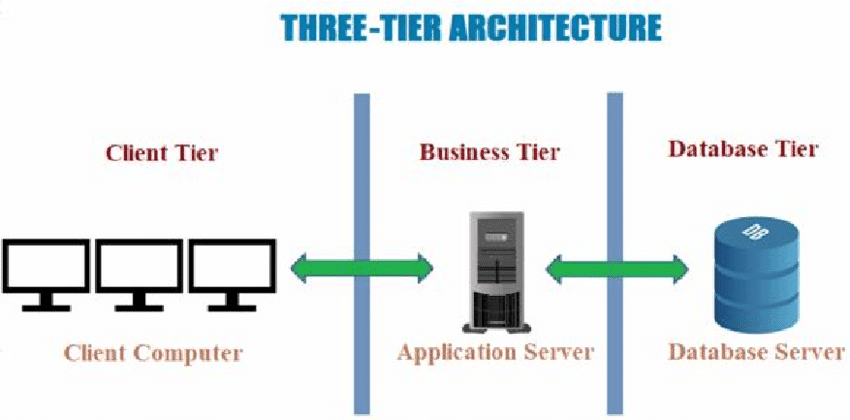 THREE-TIER ARCHITECTURE
Client Tier
Business Tier
Database Tier
DB
Client Computer
Application Server
Database Server